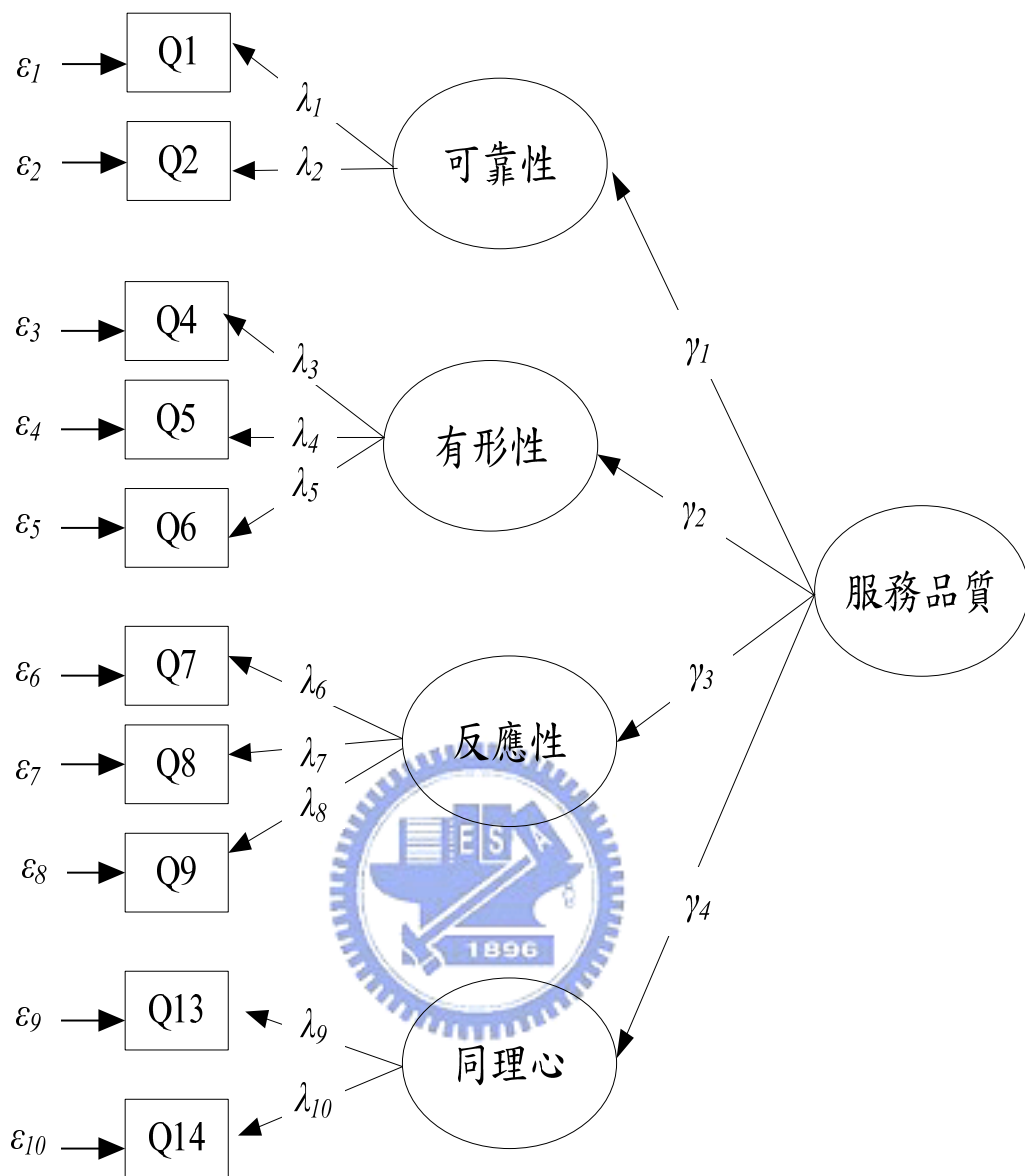 ε1 Q1 λ1
ε2 Q2 λ2 可靠性
ε3 Q4 λ3 γ1
ε4 Q5 λ4 有形性
ε5 Q6 λ5 γ2
服務品質
ε6 Q7 λ6 γ3
ε7 Q8 λ7 反應性
ε8 Q9 λ8
E S A
γ4
1896
ε9 Q13 λ9
同理心
ε10 Q14 λ10